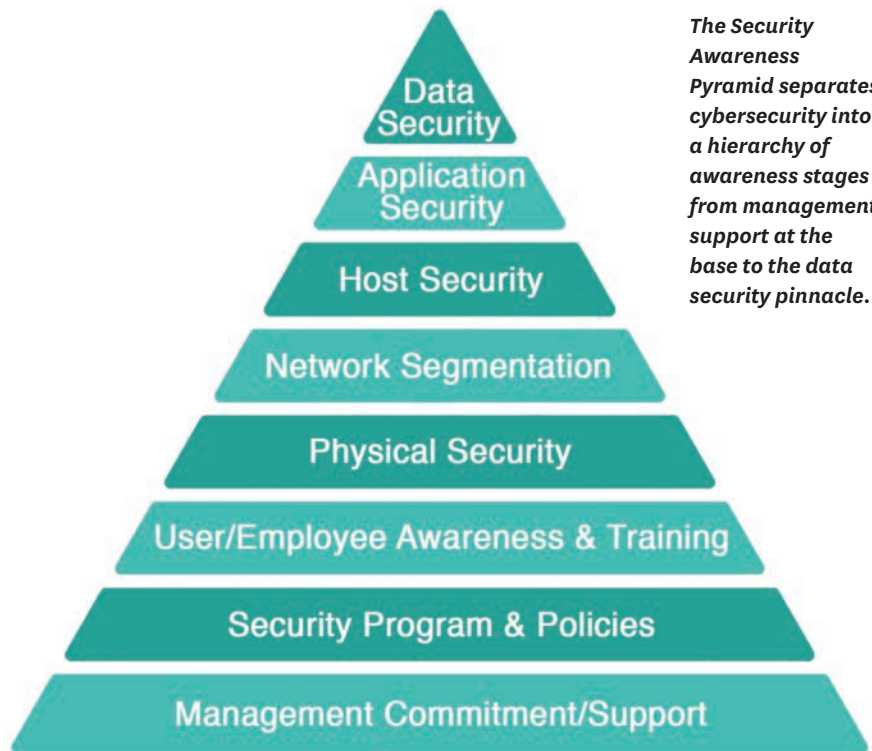 Data
Security
Application
Security
Host Security
Network Segmentation
Physical Security
User/Employee Awareness & Training
Security Program & Policies
Management Commitment/Support
The Security
Awareness
Pyramid separates
cybersecurity into
a hierarchy of
awareness stages
from management
support at the
base to the data
security pinnacle.